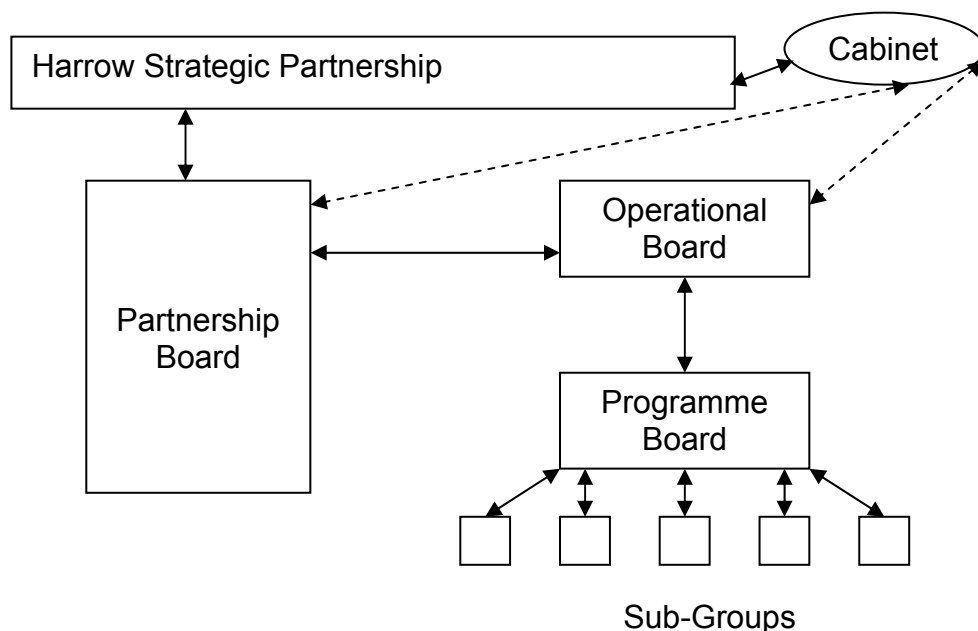 Harrow Strategic Partnership
Cabinet
Operational
Board
Partnership
Board
Programme
Board
Sub-Groups